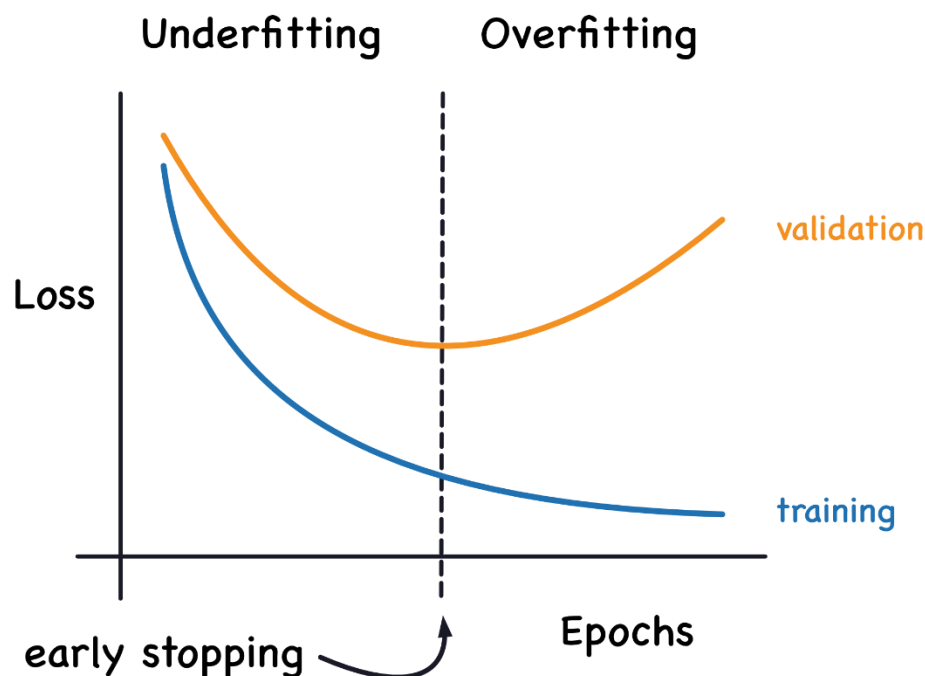 Underfitting
Overfitting
validation
Loss
training
Epochs
early stopping